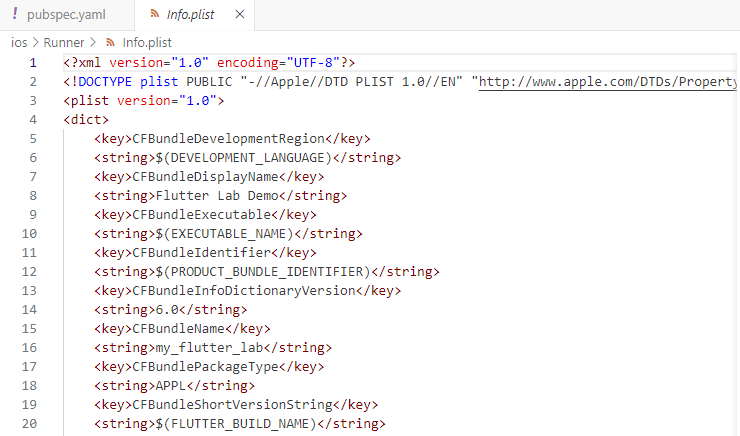 ! pubspec.yaml
Info.plist ×
ios > Runner > Info.plist
1 <?xml version="1.0" encoding="UTF-8"?>
2 <!DOCTYPE plist PUBLIC "-//Apple//DTD PLIST 1.0//EN" "http://www.apple.com/DTDs/Property
3 <plist version="1.0">
4 <dict>
5 <key>CFBundleDevelopmentRegion</key>
6 <string>$(DEVELOPMENT_LANGUAGE)</string>
7 <key>CFBundleDisplayName</key>
8 <string>Flutter Lab Demo</string>
9 <key>CFBundleExecutable</key>
10 <string>$(EXECUTABLE_NAME)</string>
11 <key>CFBundleIdentifier</key>
12 <string>$(PRODUCT_BUNDLE_IDENTIFIER)</string>
13 <key>CFBundleInfoDictionaryVersion</key>
14 <string>6.0</string>
15 <key>CFBundleName</key>
16 <string>my_flutter_lab</string>
17 <key>CFBundlePackageType</key>
18 <string>APPL</string>
19 <key>CFBundleShortVersionString</key>
20 <string>$(FLUTTER_BUILD_NAME)</string>